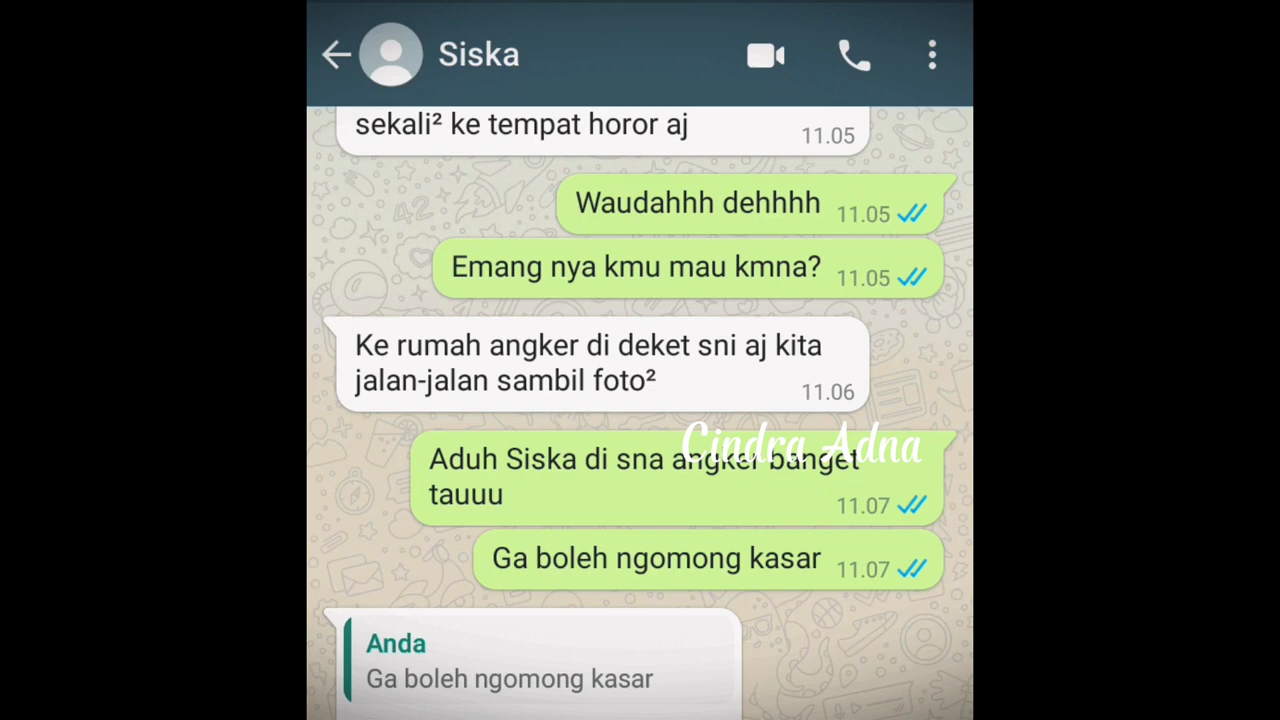 Siska
sekali² ke tempat horor aj
11.05
Waudahhh dehhhh
11.05
Emang nya kmu mau kmna?
11.05
Ke rumah angker di deket sni aj kita
jalan-jalan sambil foto²
11.06
Cindra Adna
Aduh Siska di sna angker banget
tauuu
11.07
Ga boleh ngomong kasar
11.07
Anda
Ga boleh ngomong kasar